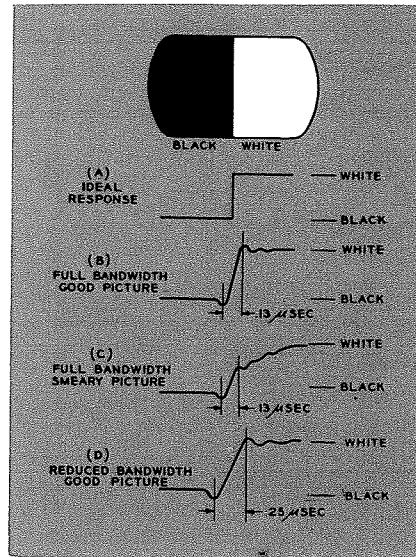 BLACK WHITE
(A)
IDEAL
RESPONSE
WHITE
BLACK
(B)
FULL BANDWIDTH
GOOD PICTURE
WHITE
BLACK
.13 μSEC
(C)
FULL BANDWIDTH
SMEARY PICTURE
WHITE
BLACK
.13 μSEC
(D)
REDUCED BANDWIDTH
GOOD PICTURE
WHITE
BLACK
.25 μSEC